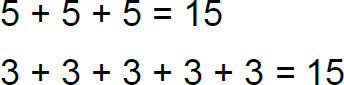 5 + 5 + 5 = 15
3 + 3 + 3 + 3 + 3 = 15